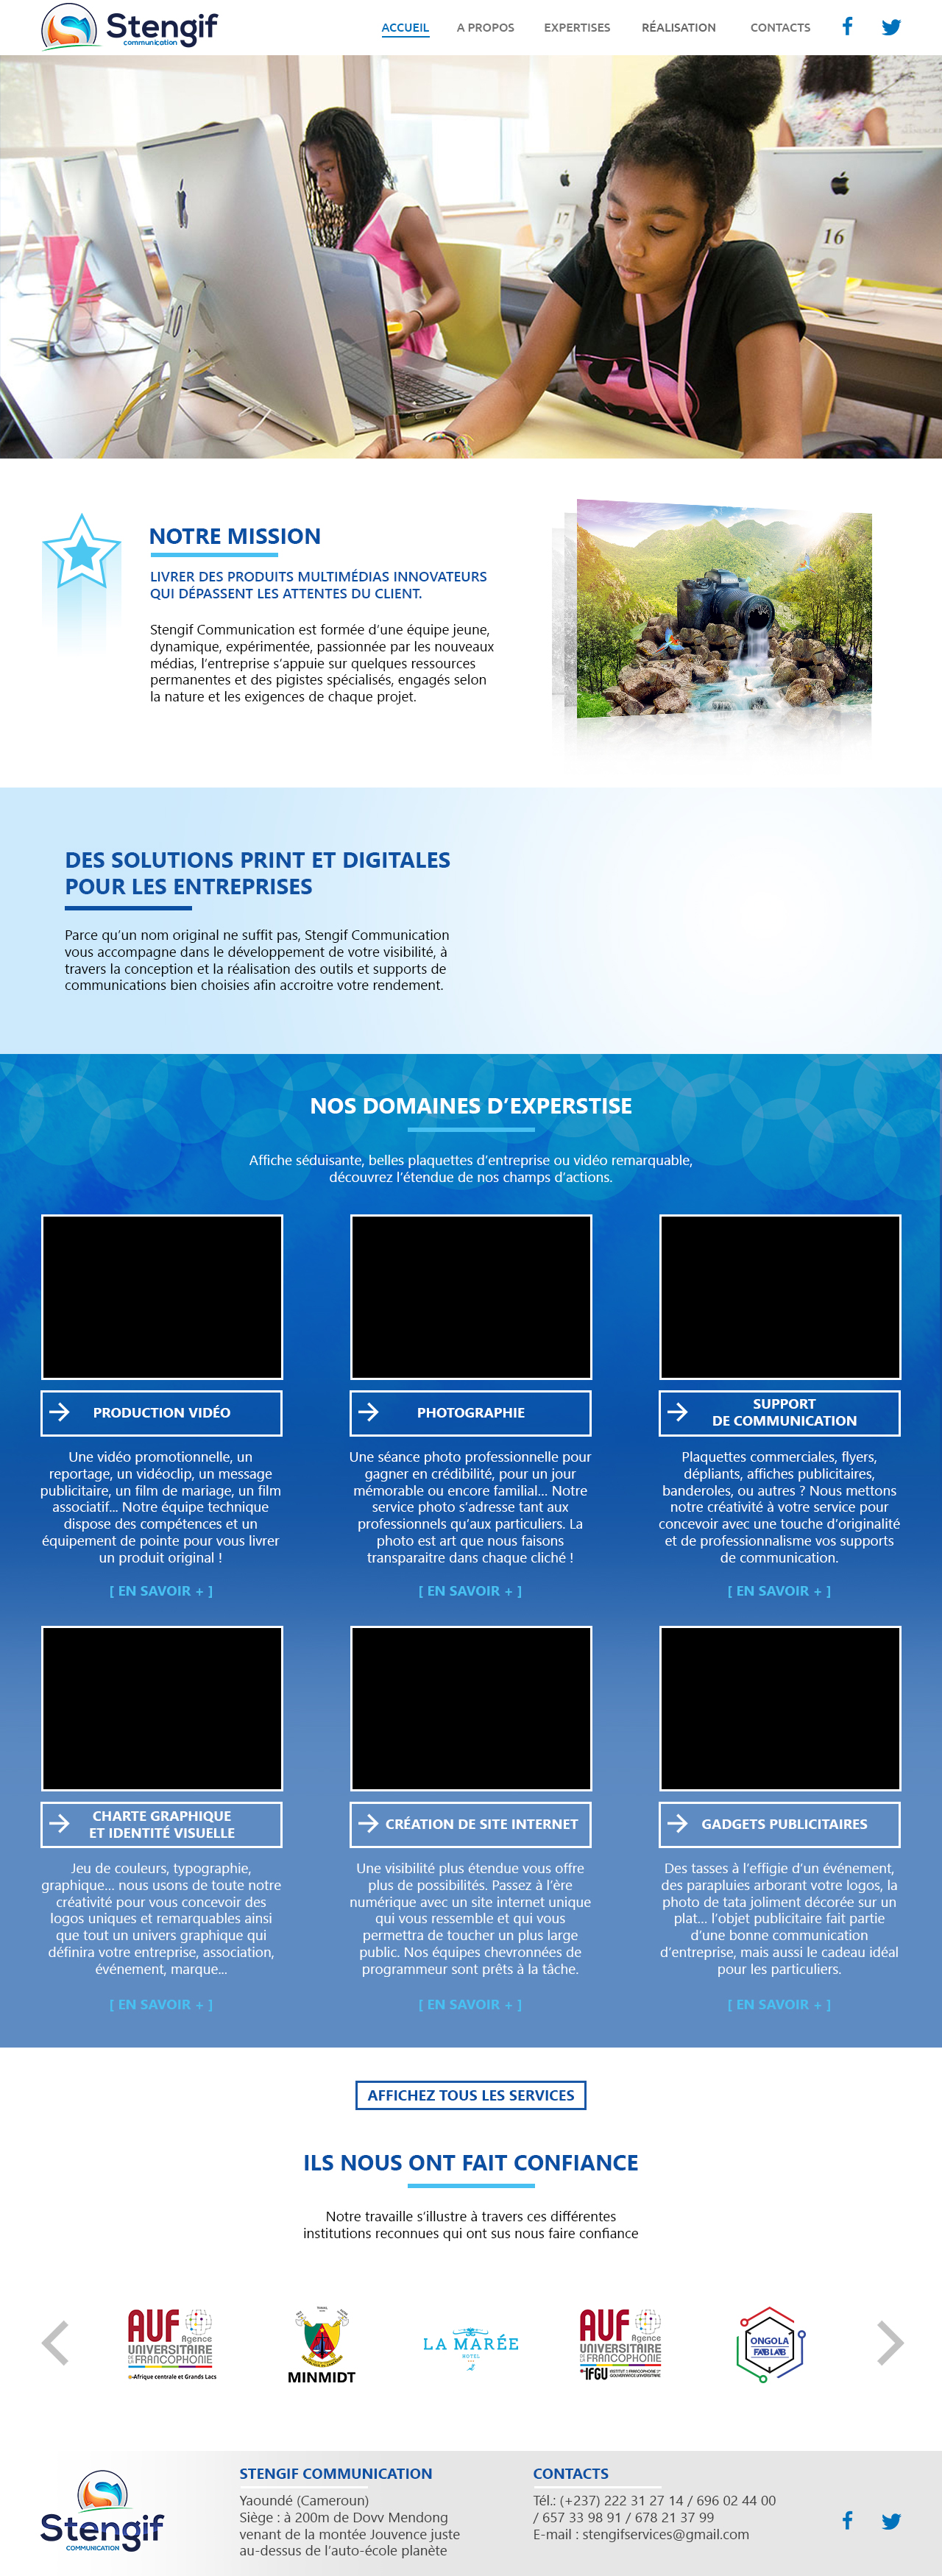 Stengif
communication
ACCUEIL
A PROPOS
EXPERTISES
RÉALISATION
CONTACTS
10
17
16
NOTRE MISSION
LIVRER DES PRODUITS MULTIMÉDIAS INNOVATEURS
QUI DÉPASSENT LES ATTENTES DU CLIENT.
Stengif Communication est formée d’une équipe jeune,
dynamique, expérimentée, passionnée par les nouveaux
médias, l’entreprise s’appuie sur quelques ressources
permanentes et des pigistes spécialisés, engagés selon
la nature et les exigences de chaque projet.
DES SOLUTIONS PRINT ET DIGITALES
POUR LES ENTREPRISES
Parce qu’un nom original ne suffit pas, Stengif Communication
vous accompagne dans le développement de votre visibilité, à
travers la conception et la réalisation des outils et supports de
communications bien choisies afin accroitre votre rendement.
NOS DOMAINES D’EXPERSTISE
Affiche séduisante, belles plaquettes d’entreprise ou vidéo remarquable,
découvrez l’étendue de nos champs d’actions.
PRODUCTION VIDÉO
Une vidéo promotionnelle, un
reportage, un vidéoclip, un message
publicitaire, un film de mariage, un film
associatif... Notre équipe technique
dispose des compétences et un
équipement de pointe pour vous livrer
un produit original !
[ EN SAVOIR + ]
PHOTOGRAPHIE
Une séance photo professionnelle pour
gagner en crédibilité, pour un jour
mémorable ou encore familial... Notre
service photo s’adresse tant aux
professionnels qu’aux particuliers. La
photo est art que nous faisons
transparaitre dans chaque cliché !
[ EN SAVOIR + ]
SUPPORT
DE COMMUNICATION
Plaquettes commerciales, flyers,
dépliants, affiches publicitaires,
banderoles, ou autres ? Nous mettons
notre créativité à votre service pour
concevoir avec une touche d’originalité
et de professionnalisme vos supports
de communication.
[ EN SAVOIR + ]
CHARTE GRAPHIQUE
ET IDENTITÉ VISUELLE
Jeu de couleurs, typographie,
graphique... nous usons de toute notre
créativité pour vous concevoir des
logos uniques et remarquables ainsi
que tout un univers graphique qui
définira votre entreprise, association,
événement, marque...
[ EN SAVOIR + ]
CRÉATION DE SITE INTERNET
Une visibilité plus étendue vous offre
plus de possibilités. Passez à l’ère
numérique avec un site internet unique
qui vous ressemble et qui vous
permettra de toucher un plus large
public. Nos équipes chevronnées de
programmeur sont prêts à la tâche.
[ EN SAVOIR + ]
GADGETS PUBLICITAIRES
Des tasses à l’effigie d’un événement,
des parapluies arborant votre logos, la
photo de tata joliment décorée sur un
plat... l’objet publicitaire fait partie
d’une bonne communication
d’entreprise, mais aussi le cadeau idéal
pour les particuliers.
[ EN SAVOIR + ]
AFFICHEZ TOUS LES SERVICES
ILS NOUS ONT FAIT CONFIANCE
Notre travaille s’illustre à travers ces différentes
institutions reconnues qui ont sus nous faire confiance
AUF
Agence
UNIVERSITAIRE
DE LA FRANCOPHONIE
Afrique centrale et Grands Lacs
MINMIDT
LA MARÉE
HOTEL
AUF
Agence
UNIVERSITAIRE
DE LA FRANCOPHONIE
IFGU
INSTITUT FRANCOPHONE
GOUVERNANCE UNIVERSITAIRE
ONGOLA
FABLAB
Stengif
COMMUNICATION
STENGIF COMMUNICATION
Yaoundé (Cameroun)
Siège : à 200m de Dovv Mendong
venant de la montée Jouvence juste
au-dessus de l’auto-école planète
CONTACTS
Tél.: (+237) 222 31 27 14 / 696 02 44 00
/ 657 33 98 91 / 678 21 37 99
E-mail : stengifservices@gmail.com